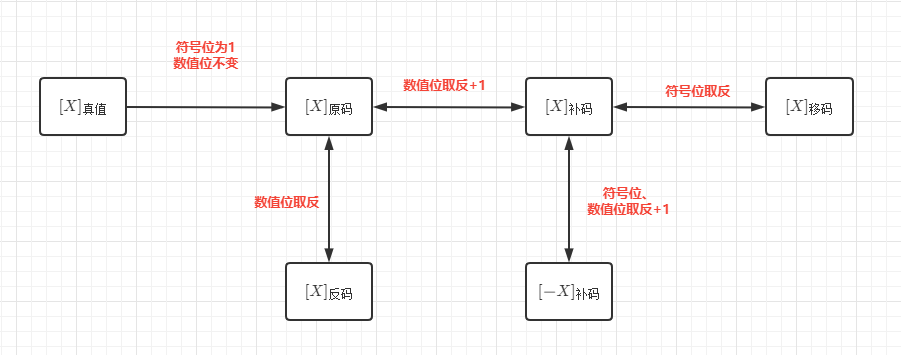 符号位为1
数值位不变
[X]真值
[X]原码
数值位取反+1
[X]补码
符号位取反
[X]移码
数值位取反
符号位、
数值位取反+1
[X]反码
[−X]补码